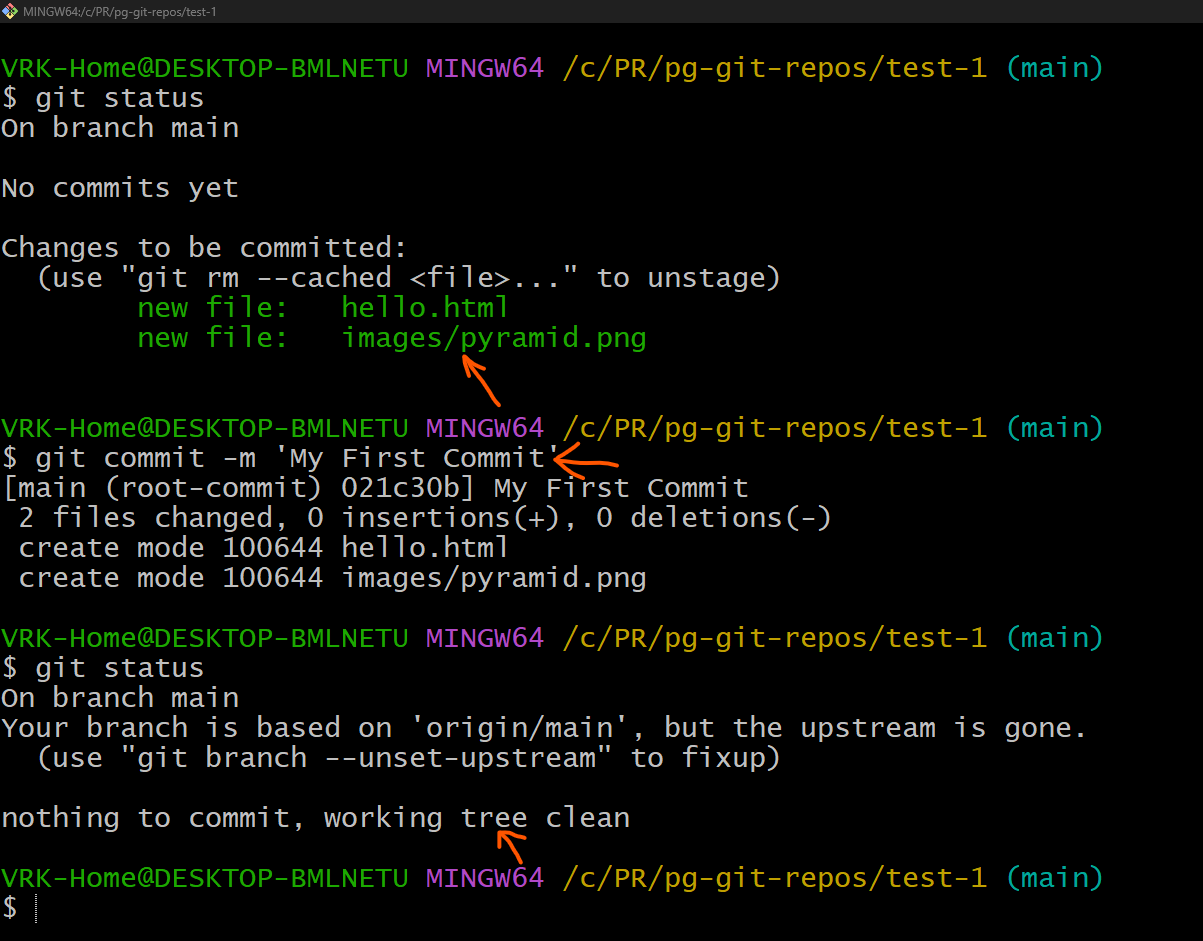 MINGW64:/c/PR/pg-git-repos/test-1
VRK-Home@DESKTOP-BMLNETU MINGW64 /c/PR/pg-git-repos/test-1 (main)
$ git status
On branch main
No commits yet
Changes to be committed:
  (use "git rm --cached <file>..." to unstage)
        new file:   hello.html
        new file:   images/pyramid.png
VRK-Home@DESKTOP-BMLNETU MINGW64 /c/PR/pg-git-repos/test-1 (main)
$ git commit -m 'My First Commit'
[main (root-commit) 021c30b] My First Commit
 2 files changed, 0 insertions(+), 0 deletions(-)
 create mode 100644 hello.html
 create mode 100644 images/pyramid.png
VRK-Home@DESKTOP-BMLNETU MINGW64 /c/PR/pg-git-repos/test-1 (main)
$ git status
On branch main
Your branch is based on 'origin/main', but the upstream is gone.
  (use "git branch --unset-upstream" to fixup)
nothing to commit, working tree clean
VRK-Home@DESKTOP-BMLNETU MINGW64 /c/PR/pg-git-repos/test-1 (main)
$